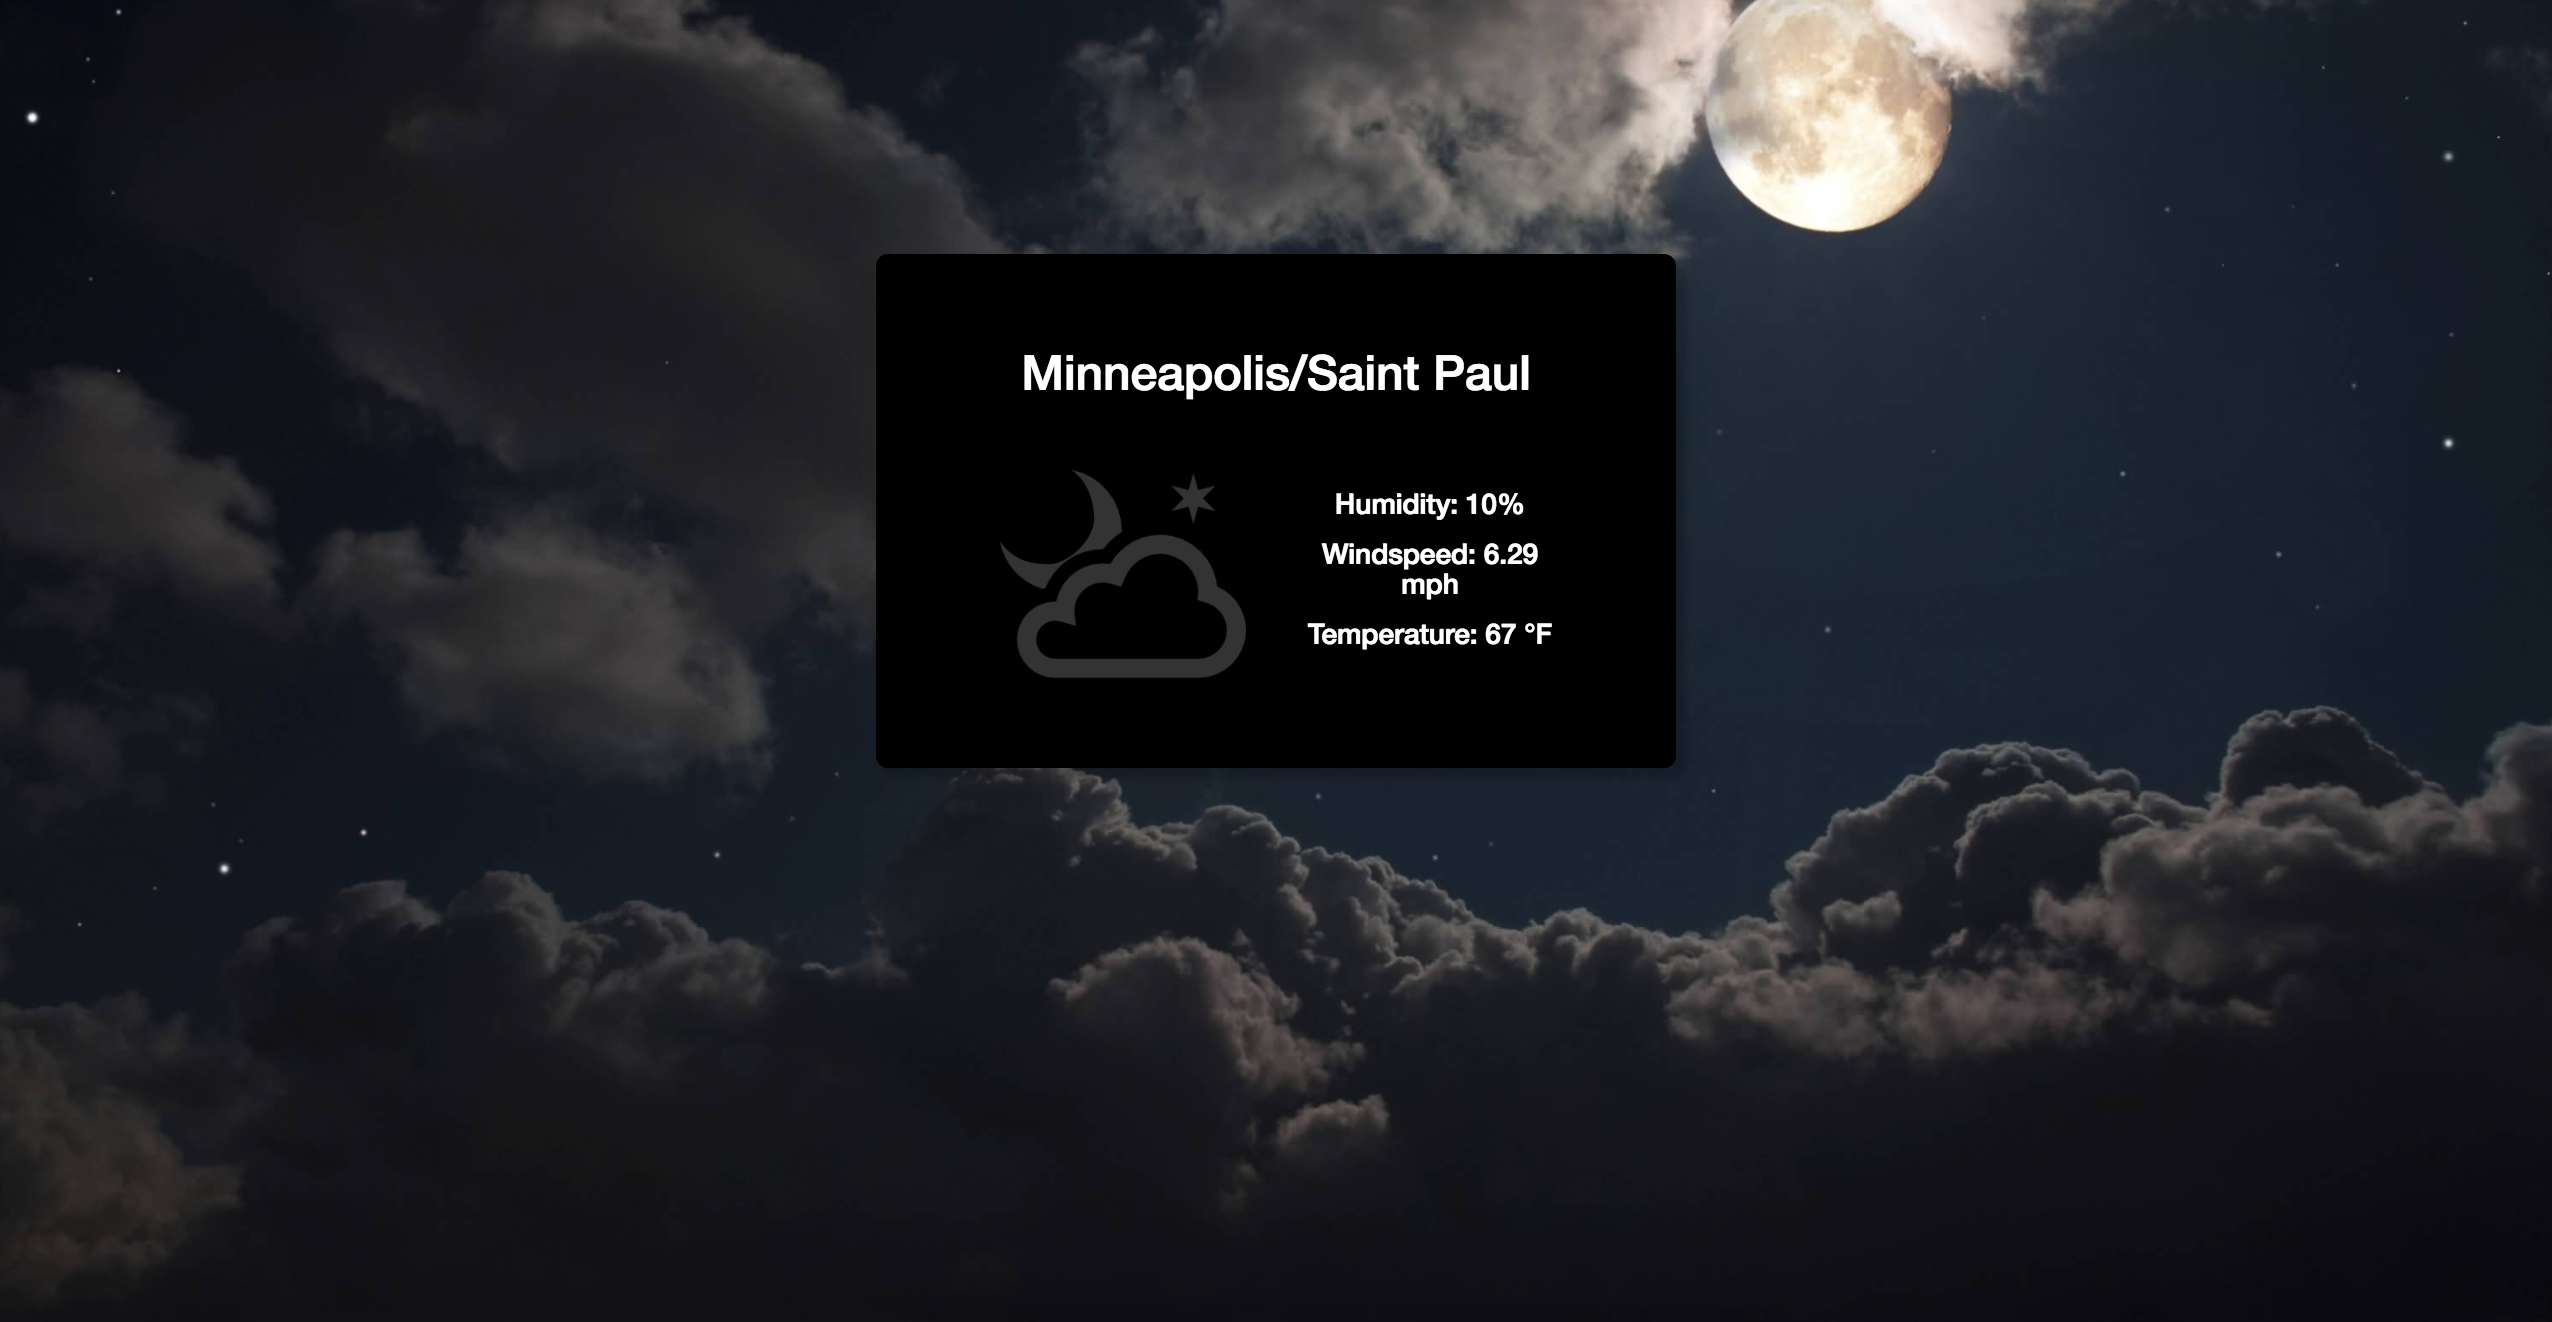 Minneapolis/Saint Paul
Humidity: 10%
Windspeed: 6.29
mph
Temperature: 67 °F